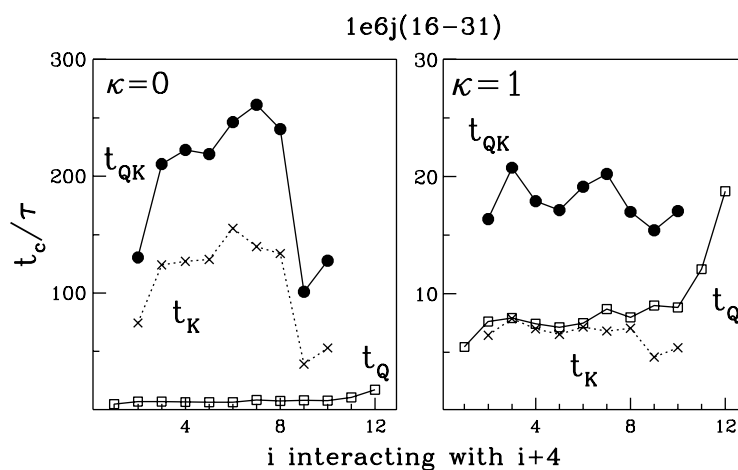 1e6j(16−31)
300
200
100
κ=0
t_QK
t_K
t_Q
4
8
12
t_c/τ
30
20
10
0
κ=1
t_QK
t_K
t_Q
4
8
12
i interacting with i+4